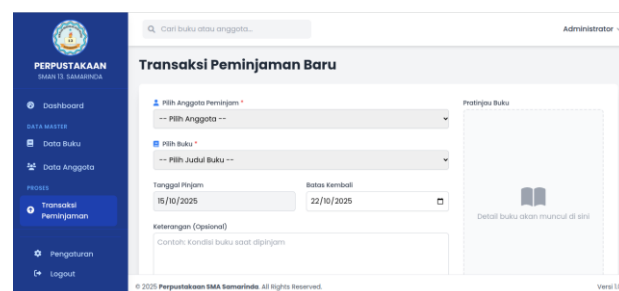 Cari buku atau anggota...
Administrator
PERPUSTAKAAN
SMAN 13. SAMARINDA
Dashboard
DATA MASTER
Data Buku
Data Anggota
PROSES
Transaksi
Peminjaman
Pengaturan
Logout
Transaksi Peminjaman Baru
Pilih Anggota Peminjam *
-- Pilih Anggota --
Pilih Buku *
-- Pilih Judul Buku --
Tanggal Pinjam
Batas Kembali
15/10/2025
22/10/2025
Keterangan (Opsional)
Contoh: Kondisi buku saat dipinjam
Pratinjau Buku
Detail buku akan muncul di sini
© 2025 Perpustakaan SMA Samarinda. All Rights Reserved.
Versi